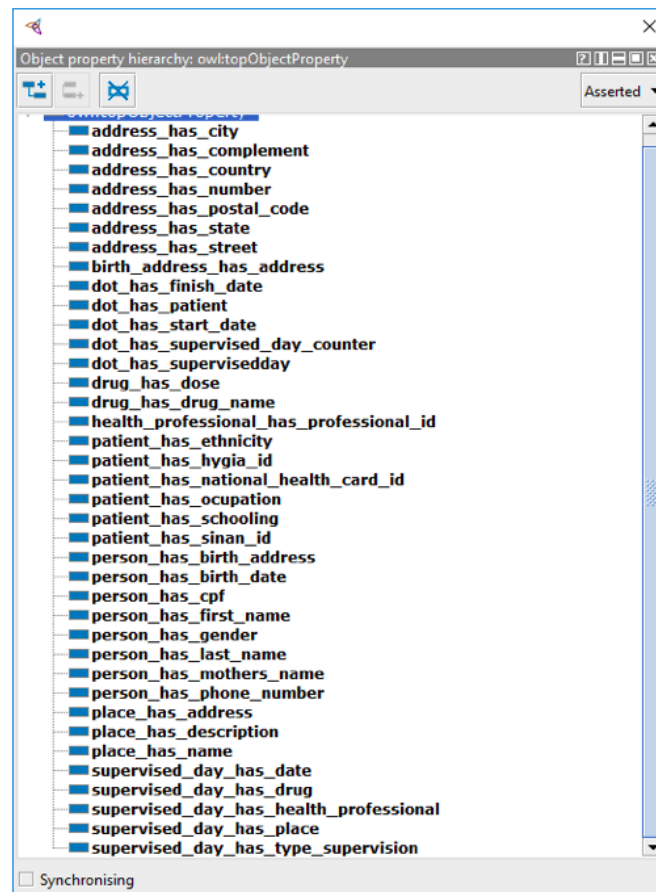 Object property hierarchy: owl:topObjectProperty
Asserted
owl:topObjectProperty
address_has_city
address_has_complement
address_has_country
address_has_number
address_has_postal_code
address_has_state
address_has_street
birth_address_has_address
dot_has_finish_date
dot_has_patient
dot_has_start_date
dot_has_supervised_day_counter
dot_has_supervisedday
drug_has_dose
drug_has_drug_name
health_professional_has_professional_id
patient_has_ethnicity
patient_has_hygia_id
patient_has_national_health_card_id
patient_has_ocupation
patient_has_schooling
patient_has_sinan_id
person_has_birth_address
person_has_birth_date
person_has_cpf
person_has_first_name
person_has_gender
person_has_last_name
person_has_mothers_name
person_has_phone_number
place_has_address
place_has_description
place_has_name
supervised_day_has_date
supervised_day_has_drug
supervised_day_has_health_professional
supervised_day_has_place
supervised_day_has_type_supervision
Synchronising